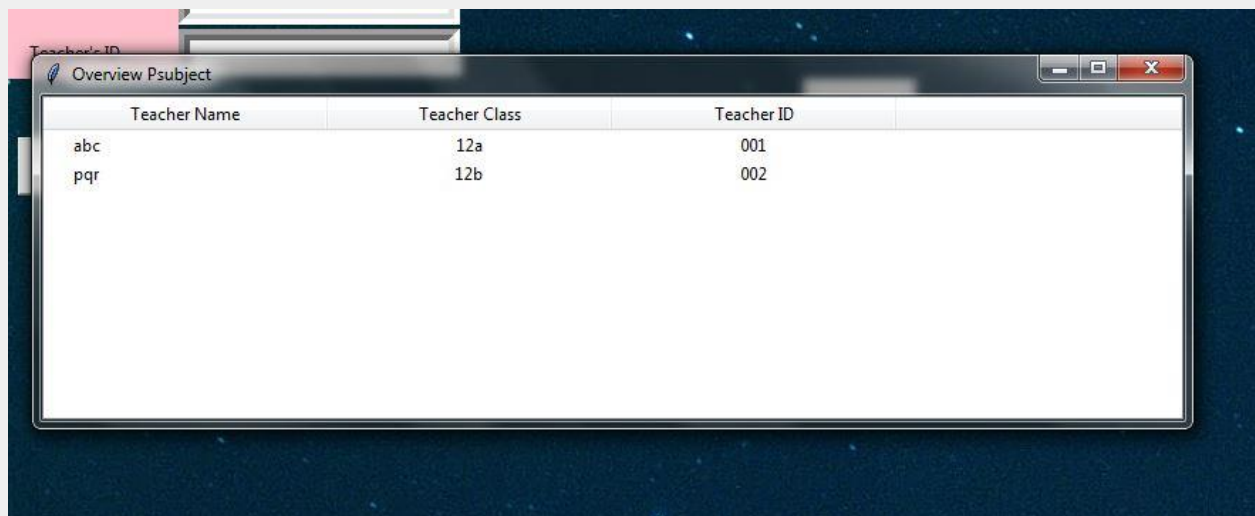 Teacher's ID
Overview Psubject
Teacher Name Teacher Class Teacher ID
abc 12a 001
pqr 12b 002